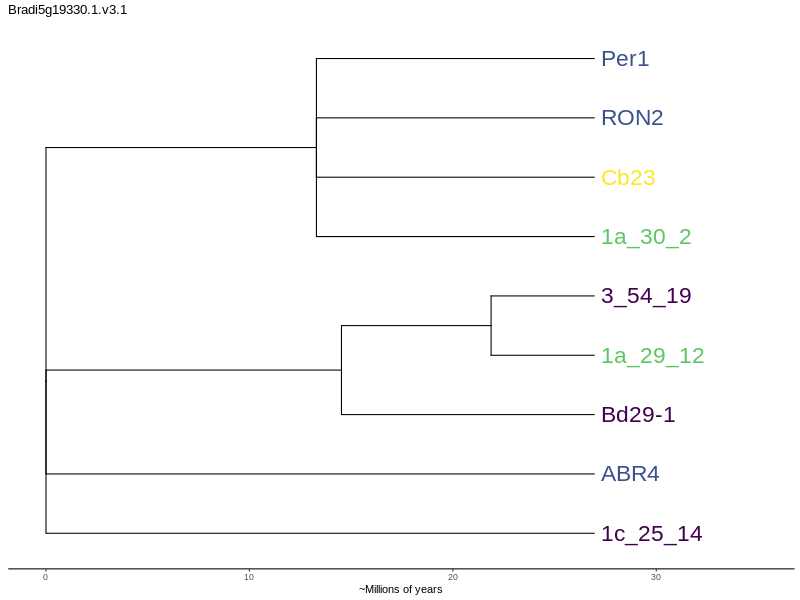 Bradi5g19330.1.v3.1
Per1
RON2
Cb23
1a_30_2
3_54_19
1a_29_12
Bd29-1
ABR4
1c_25_14
0 10 20 30
~Millions of years